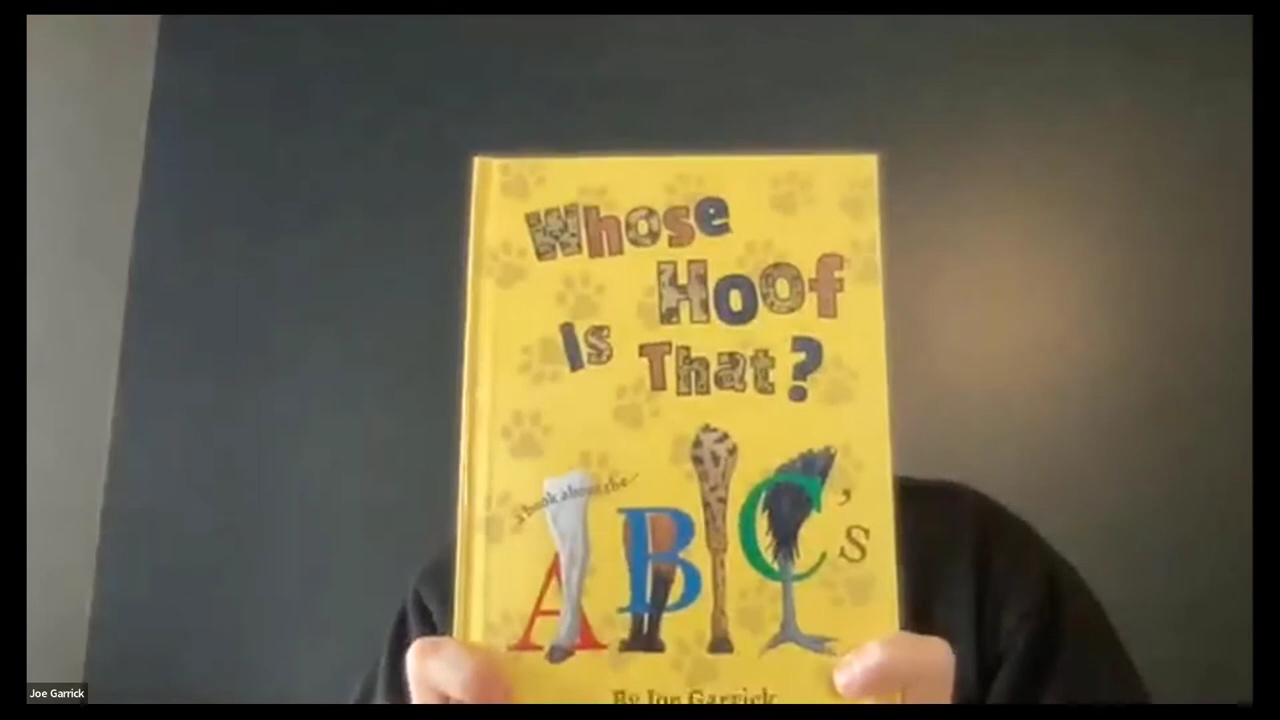 Whose
Hoof
Is That?
A book about the
ABC's
By Joe Garrick
Joe Garrick